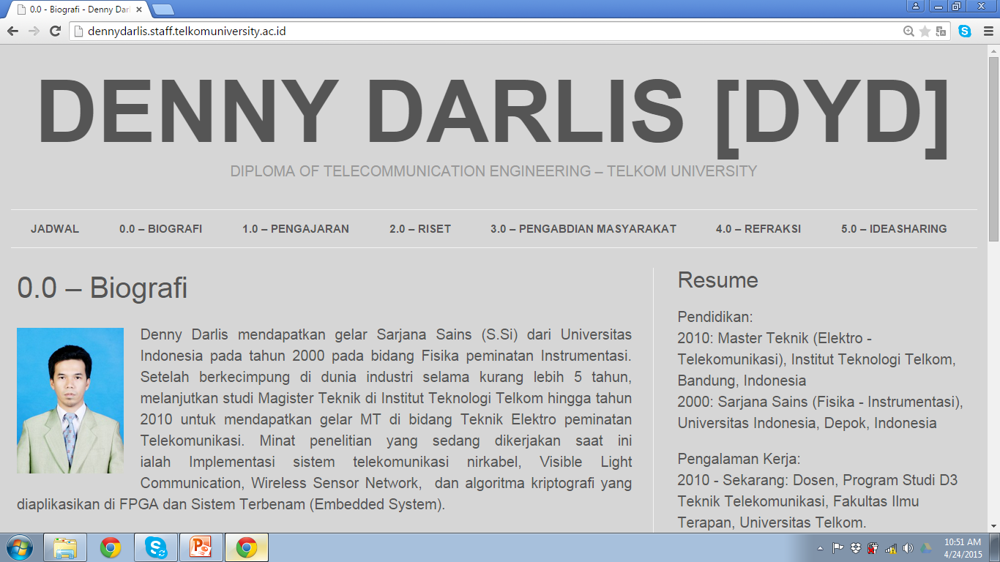 0.0 - Biografi - Denny Darl
dennydarlis.staff.telkomuniversity.ac.id
DENNY DARLIS [DYD]
DIPLOMA OF TELECOMMUNICATION ENGINEERING – TELKOM UNIVERSITY
JADWAL 0.0 – BIOGRAFI 1.0 – PENGAJARAN 2.0 – RISET 3.0 – PENGABDIAN MASYARAKAT 4.0 – REFRAKSI 5.0 – IDEASHARING
0.0 – Biografi
Denny Darlis mendapatkan gelar Sarjana Sains (S.Si) dari Universitas
Indonesia pada tahun 2000 pada bidang Fisika peminatan Instrumentasi.
Setelah berkecimpung di dunia industri selama kurang lebih 5 tahun,
melanjutkan studi Magister Teknik di Institut Teknologi Telkom hingga tahun
2010 untuk mendapatkan gelar MT di bidang Teknik Elektro peminatan
Telekomunikasi. Minat penelitian yang sedang dikerjakan saat ini
ialah Implementasi sistem telekomunikasi nirkabel, Visible Light
Communication, Wireless Sensor Network, dan algoritma kriptografi yang
diaplikasikan di FPGA dan Sistem Terbenam (Embedded System).
Resume
Pendidikan:
2010: Master Teknik (Elektro -
Telekomunikasi), Institut Teknologi Telkom,
Bandung, Indonesia
2000: Sarjana Sains (Fisika - Instrumentasi),
Universitas Indonesia, Depok, Indonesia
Pengalaman Kerja:
2010 - Sekarang: Dosen, Program Studi D3
Teknik Telekomunikasi, Fakultas Ilmu
Terapan, Universitas Telkom.
10:51 AM
4/24/2015